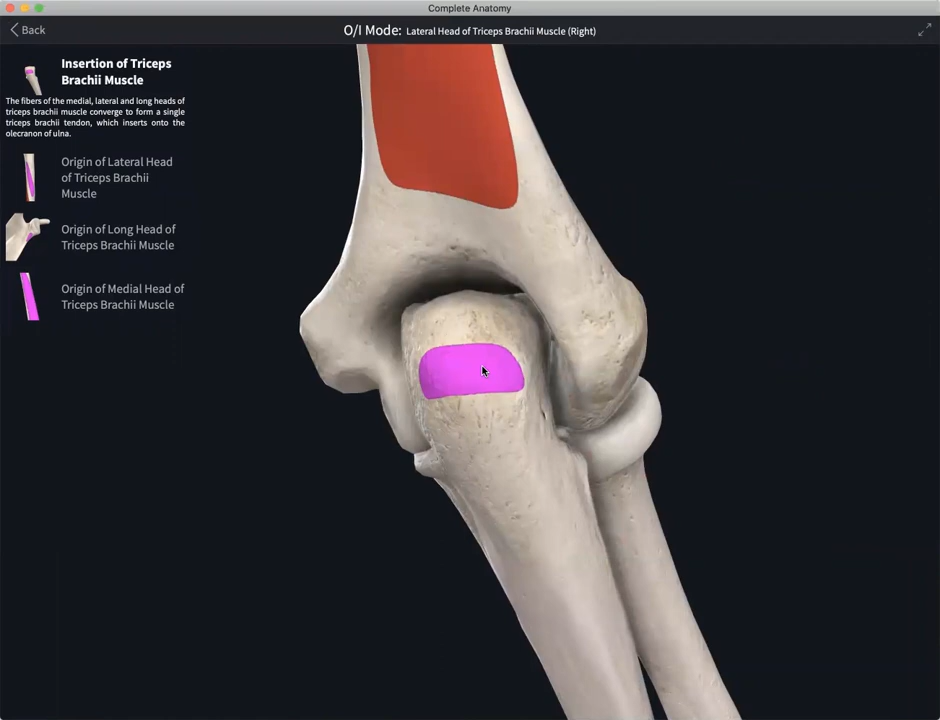 Complete Anatomy
Back
O/I Mode: Lateral Head of Triceps Brachii Muscle (Right)
Insertion of Triceps
Brachii Muscle
The fibers of the medial, lateral and long heads of
triceps brachii muscle converge to form a single
triceps brachii tendon, which inserts onto the
olecranon of ulna.
Origin of Lateral Head
of Triceps Brachii
Muscle
Origin of Long Head of
Triceps Brachii Muscle
Origin of Medial Head of
Triceps Brachii Muscle